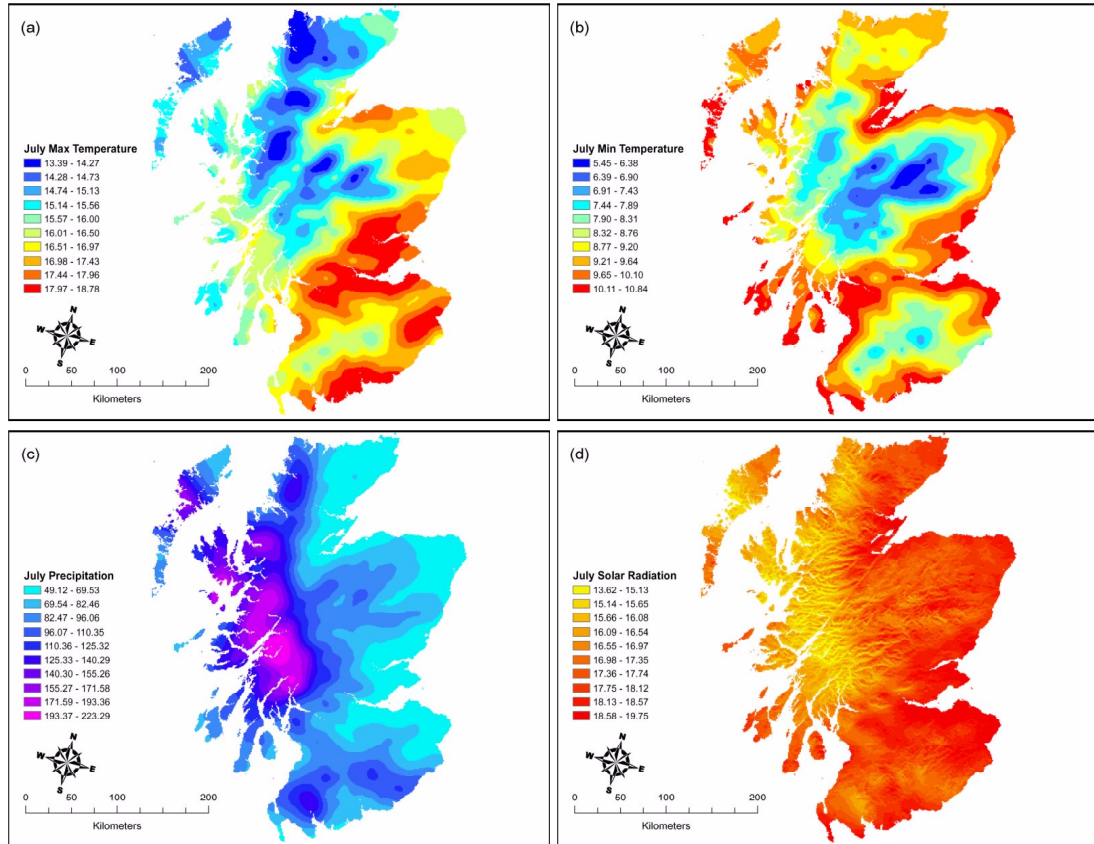 (a)
July Max Temperature
13.39 - 14.27
14.28 - 14.73
14.74 - 15.13
15.14 - 15.56
15.57 - 16.00
16.01 - 16.50
16.51 - 16.97
16.98 - 17.43
17.44 - 17.96
17.97 - 18.78
N
W E
S
0 50 100 200
Kilometers
(b)
July Min Temperature
5.45 - 6.38
6.39 - 6.90
6.91 - 7.43
7.44 - 7.89
7.90 - 8.31
8.32 - 8.76
8.77 - 9.20
9.21 - 9.64
9.65 - 10.10
10.11 - 10.84
N
W E
S
0 50 100 200
Kilometers
(c)
July Precipitation
49.12 - 69.53
69.54 - 82.46
82.47 - 96.06
96.07 - 110.35
110.36 - 125.32
125.33 - 140.29
140.30 - 155.26
155.27 - 171.58
171.59 - 193.36
193.37 - 223.29
N
W E
S
0 50 100 200
Kilometers
(d)
July Solar Radiation
13.62 - 15.13
15.14 - 15.65
15.66 - 16.08
16.09 - 16.54
16.55 - 16.97
16.98 - 17.35
17.36 - 17.74
17.75 - 18.12
18.13 - 18.57
18.58 - 19.75
N
W E
S
0 50 100 200
Kilometers